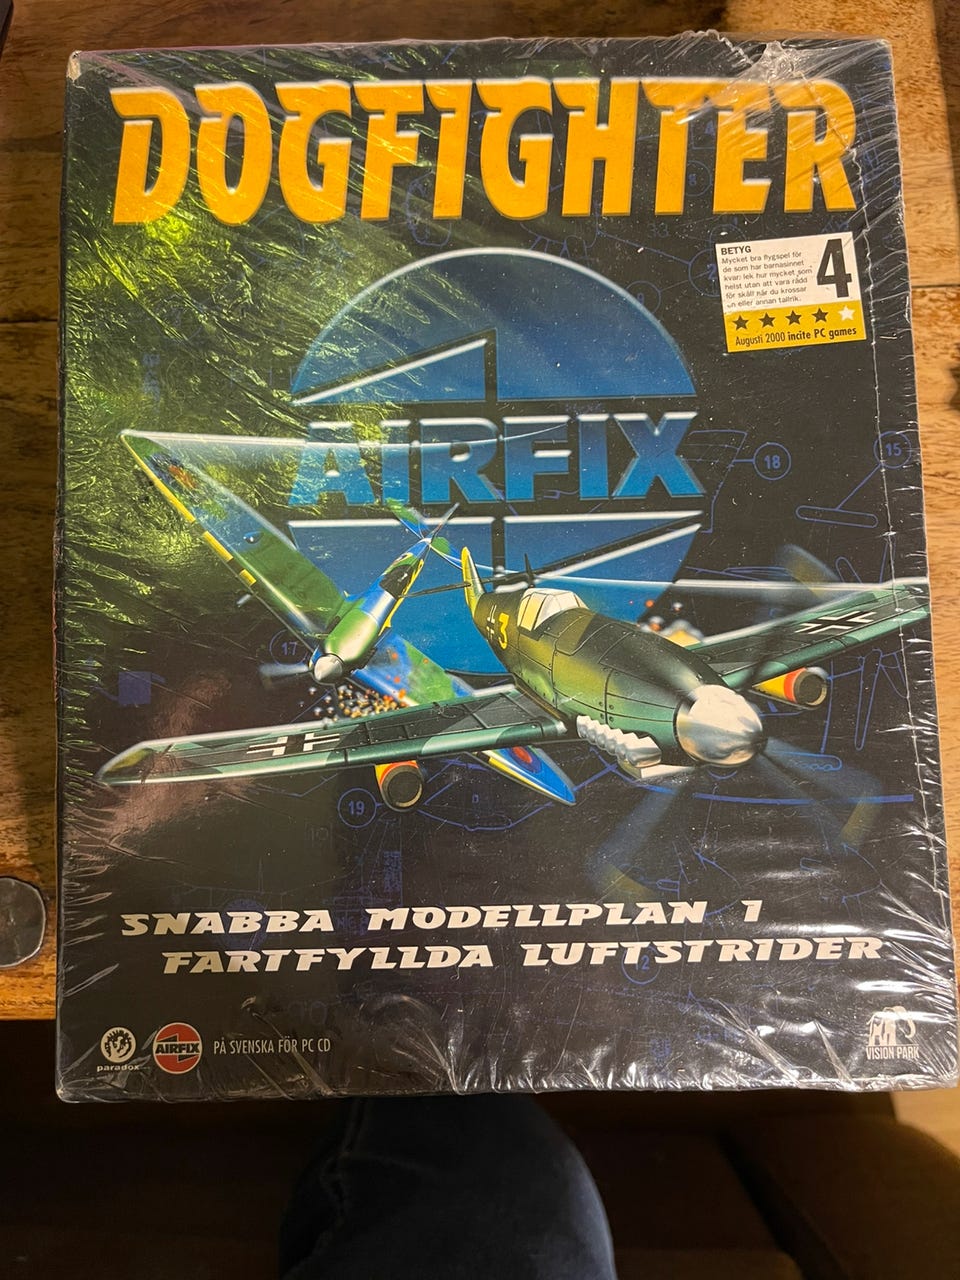 DOGFIGHTER
BETYG
Mycket bra flygspel för
de som har barnasinnet
kvar: lek hur mycket som
helst utan att vara rädd
för skäll när du krossar
en eller annan tallrik.
4
Augusti 2000 incite PC games
AIRFIX
18
15
17
3
19
12
SNABBA MODELLPLAN I
FARTFYLLDA LUFTSTRIDER
paradox
AIRFIX
PÅ SVENSKA FÖR PC CD
VISION PARK